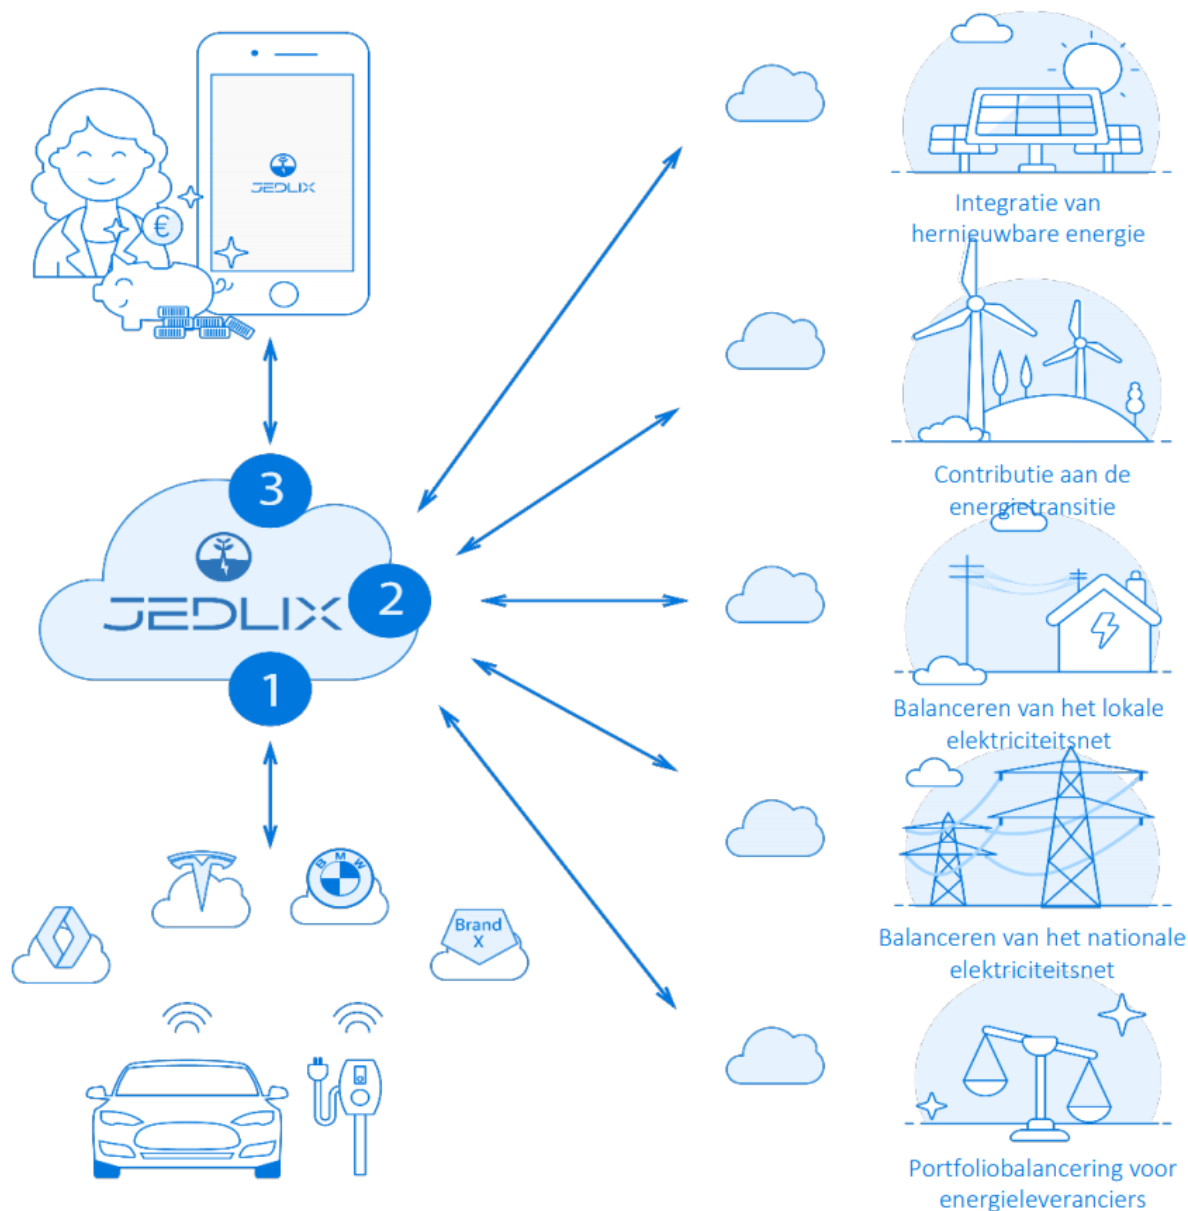 JEDLIX
€
3
JEDLIX
2
1
BMW
Brand
X
Integratie van
hernieuwbare energie
Contributie aan de
energietransitie
Balanceren van het lokale
elektriciteitsnet
Balanceren van het nationale
elektriciteitsnet
Portfoliobalancering voor
energieleveranciers